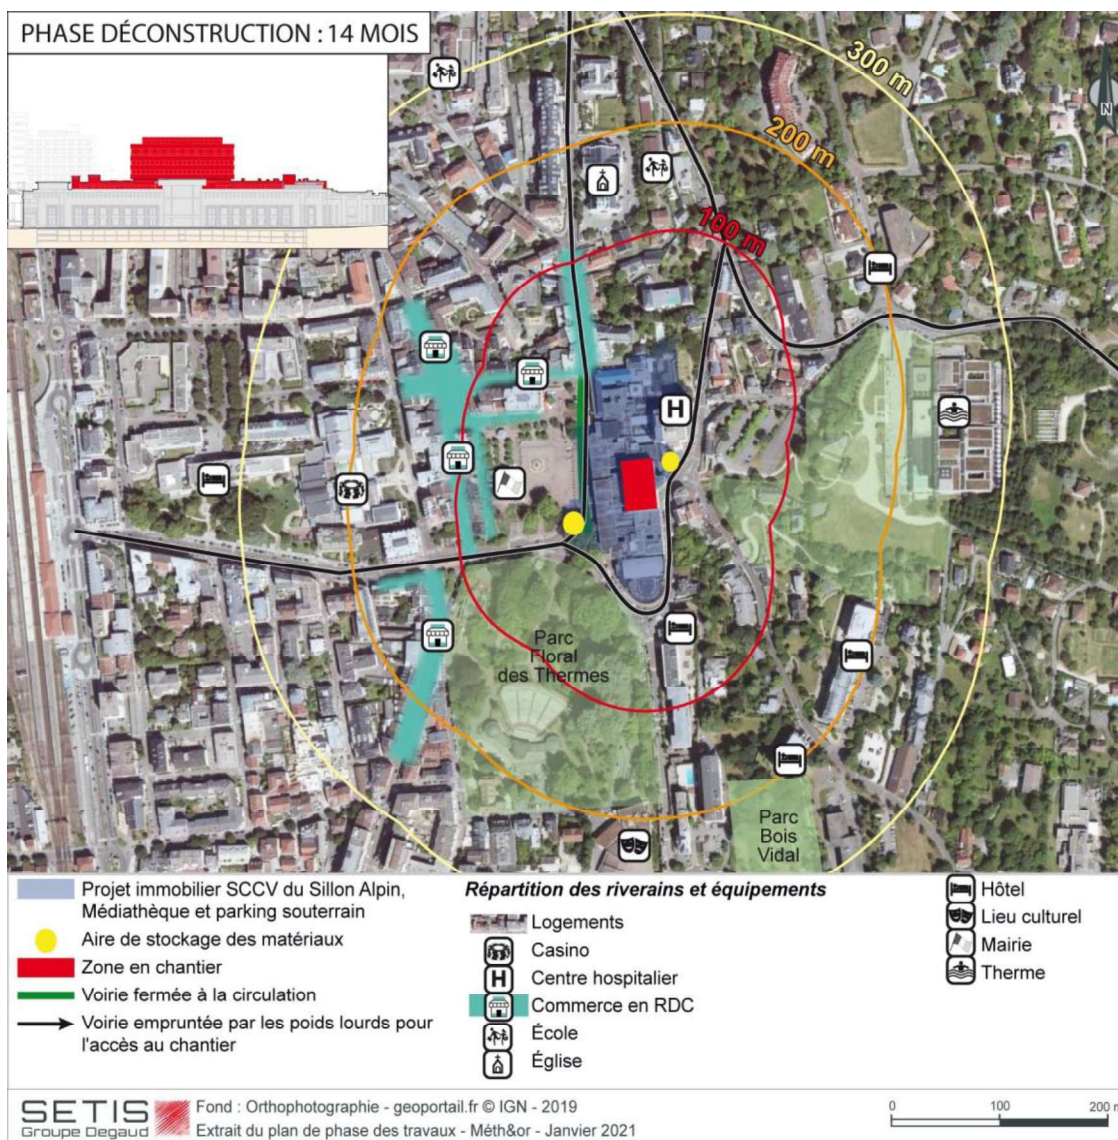 PHASE DÉCONSTRUCTION : 14 MOIS
300 m
N
200 m
100 m
H
Parc
Floral
des Thermes
Parc
Bois
Vidal
Projet immobilier SCCV du Sillon Alpin,
Médiathèque et parking souterrain
Aire de stockage des matériaux
Zone en chantier
Voirie fermée à la circulation
Voirie empruntée par les poids lourds pour
l'accès au chantier
Répartition des riverains et équipements
Logements
Casino
H Centre hospitalier
Commerce en RDC
École
Église
Hôtel
Lieu culturel
Mairie
Therme
SETIS
Groupe Degaud
Fond : Orthophotographie - geoportail.fr © IGN - 2019
Extrait du plan de phase des travaux - Méth&or - Janvier 2021
0 100 200 m